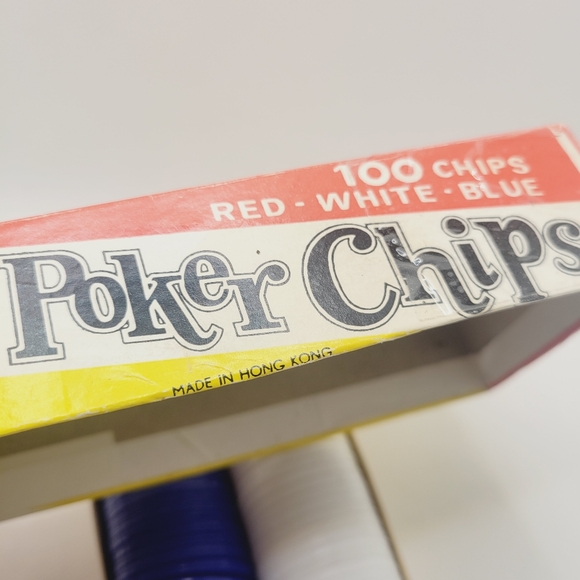 100 CHIPS
RED - WHITE - BLUE
Poker Chips
MADE IN HONG KONG